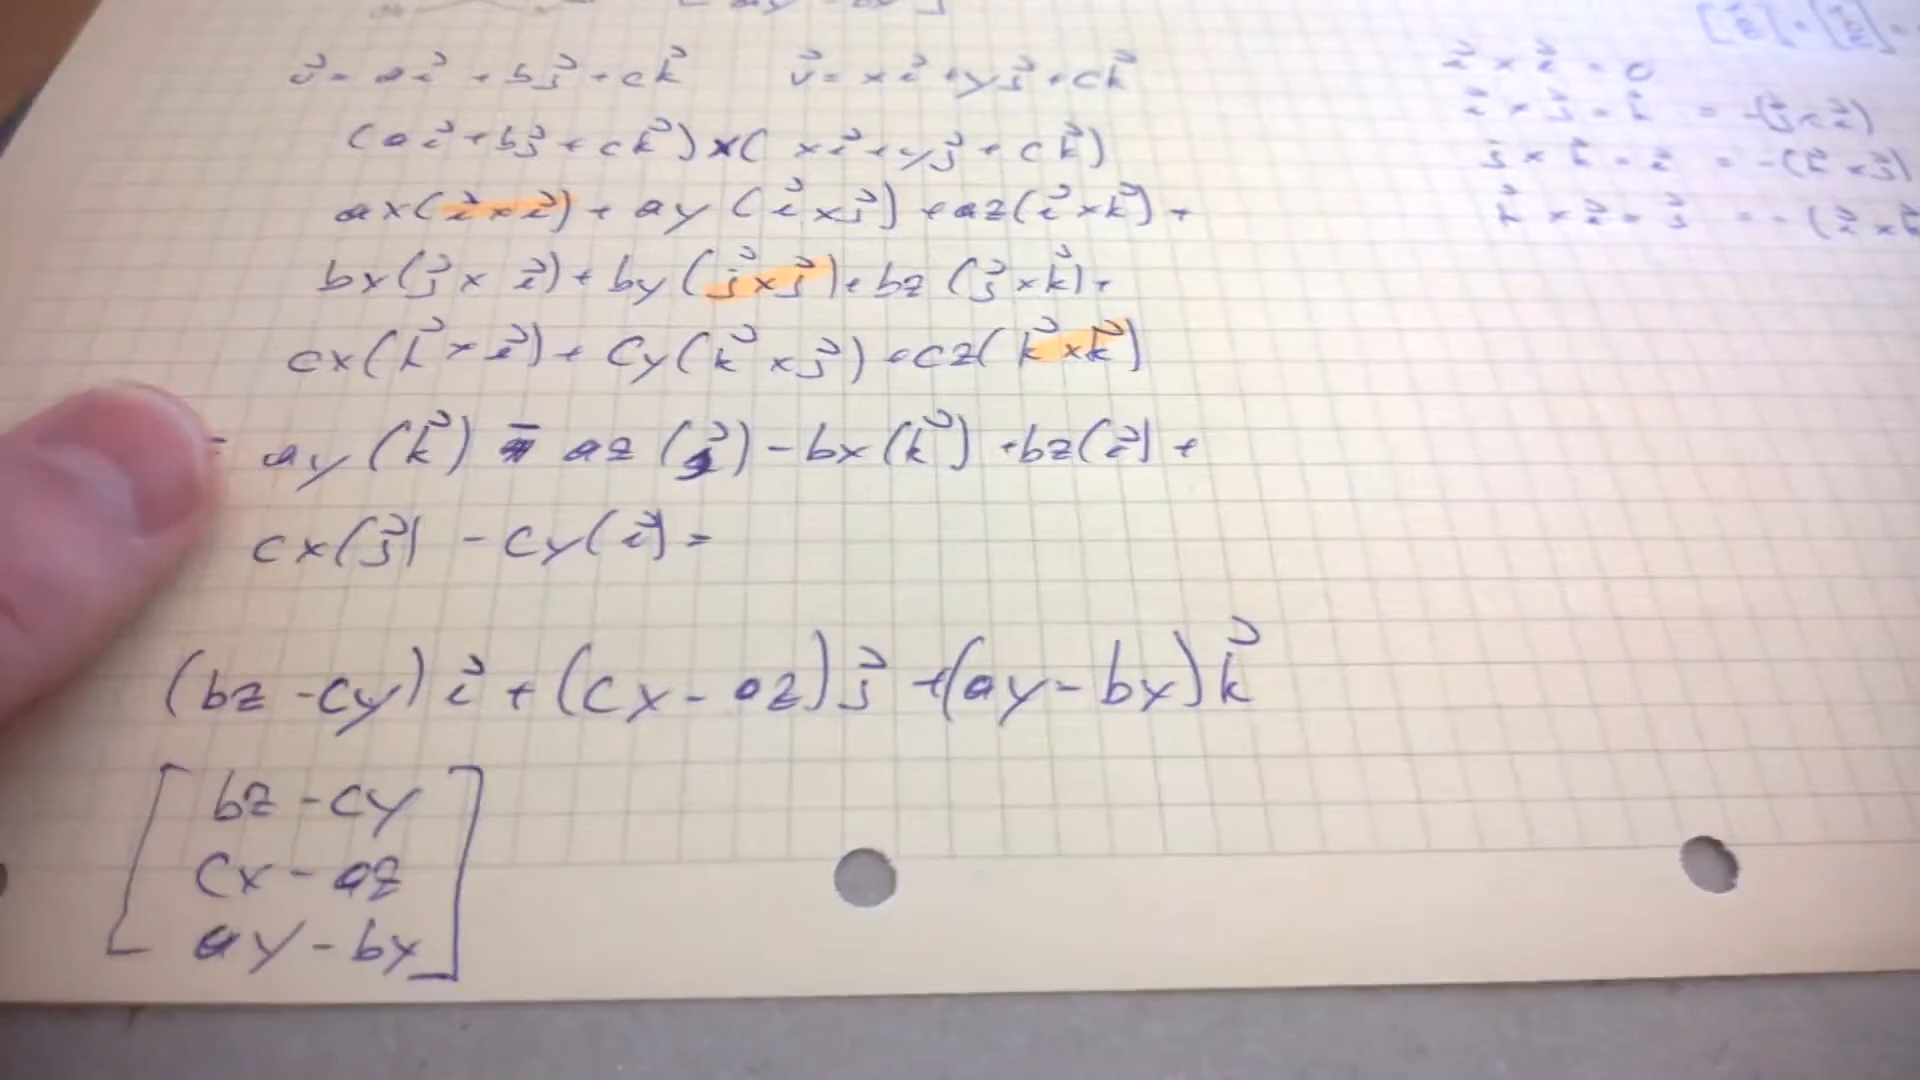 v⃗ = ai⃗ + bj⃗ + ck⃗    v⃗ = xi⃗ + yj⃗ + ck⃗
(ai⃗ + bj⃗ + ck⃗) × (xi⃗ + yj⃗ + ck⃗)
ax(i⃗ × i⃗) + ay(i⃗ × j⃗) + az(i⃗ × k⃗) +
bx(j⃗ × i⃗) + by(j⃗ × j⃗) + bz(j⃗ × k⃗) +
cx(k⃗ × i⃗) + cy(k⃗ × j⃗) + cz(k⃗ × k⃗)
= ay(k⃗) - az(j⃗) - bx(k⃗) + bz(i⃗) +
cx(j⃗) - cy(i⃗) =
(bz - cy)i⃗ + (cx - az)j⃗ + (ay - bx)k⃗
bz - cy
cx - az
ay - bx
i⃗ × i⃗ = 0
i⃗ × j⃗ = k⃗ = -(j⃗ × i⃗)
j⃗ × k⃗ = i⃗ = -(k⃗ × j⃗)
k⃗ × i⃗ = j⃗ = -(i⃗ × k⃗